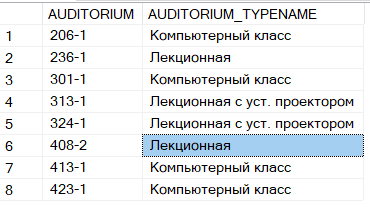 AUDITORIUM AUDITORIUM_TYPENAME
1 206-1 Компьютерный класс
2 236-1 Лекционная
3 301-1 Компьютерный класс
4 313-1 Лекционная с уст. проектором
5 324-1 Лекционная с уст. проектором
6 408-2 Лекционная
7 413-1 Компьютерный класс
8 423-1 Компьютерный класс